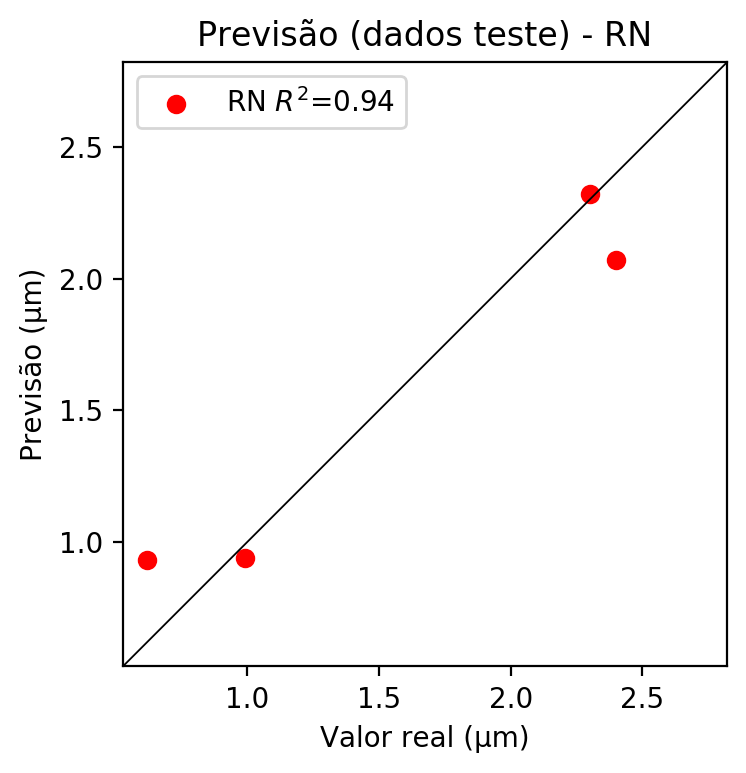 Previsão (dados teste) - RN
RN R²=0.94
Previsão (μm)
2.5
2.0
1.5
1.0
1.0 1.5 2.0 2.5
Valor real (μm)